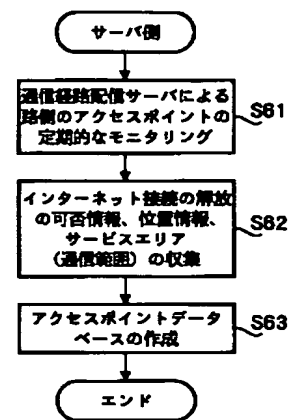 サーバ側
通信経路配信サーバによる
路側のアクセスポイントの
定期的なモニタリング
S61
インターネット接続の解放
の可否情報、位置情報、
サービスエリア
(通信範囲)の収集
S62
アクセスポイントデータ
ベースの作成
S63
エンド